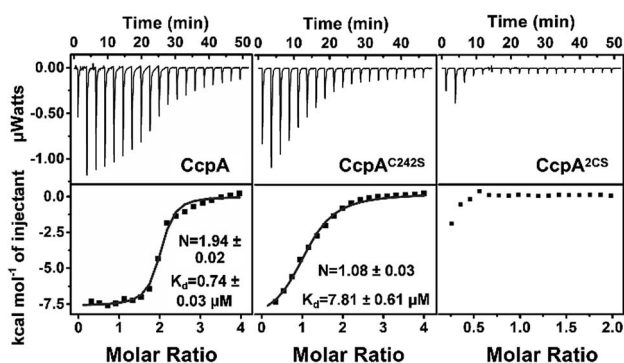 Time (min) Time (min) Time (min)
0 10 20 30 40 50 0 10 20 30 40 0 10 20 30 40 50
µWatts
0.00
-0.50
-1.00
CcpA CcpA^C242S CcpA^2CS
kcal mol⁻¹ of injectant
0.0
-2.5
-5.0
-7.5
N=1.94 ±
0.02
K_d=0.74 ±
0.03 µM
N=1.08 ± 0.03
K_d=7.81 ± 0.61 µM
0 1 2 3 4 0 1 2 3 4 0.5 1.0 1.5 2.0
Molar Ratio Molar Ratio Molar Ratio